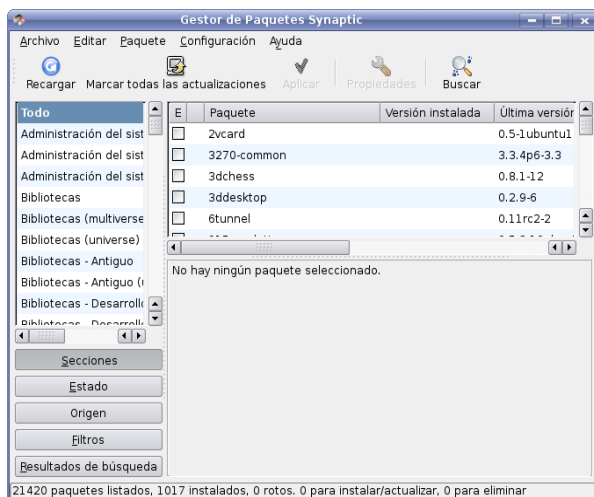 Gestor de Paquetes Synaptic
Archivo Editar Paquete Configuración Ayuda
Recargar Marcar todas las actualizaciones Aplicar Propiedades Buscar
Todo
Administración del sist
Administración del sist
Administración del sist
Bibliotecas
Bibliotecas (multiverse
Bibliotecas (universe)
Bibliotecas - Antiguo
Bibliotecas - Antiguo (
Bibliotecas - Desarroll
Bibliotecas - Desarroll
E Paquete Versión instalada Última versión
2vcard 0.5-1ubuntu1
3270-common 3.3.4p6-3.3
3dchess 0.8.1-12
3ddesktop 0.2.9-6
6tunnel 0.11rc2-2
No hay ningún paquete seleccionado.
Secciones
Estado
Origen
Filtros
Resultados de búsqueda
21420 paquetes listados, 1017 instalados, 0 rotos. 0 para instalar/actualizar, 0 para eliminar